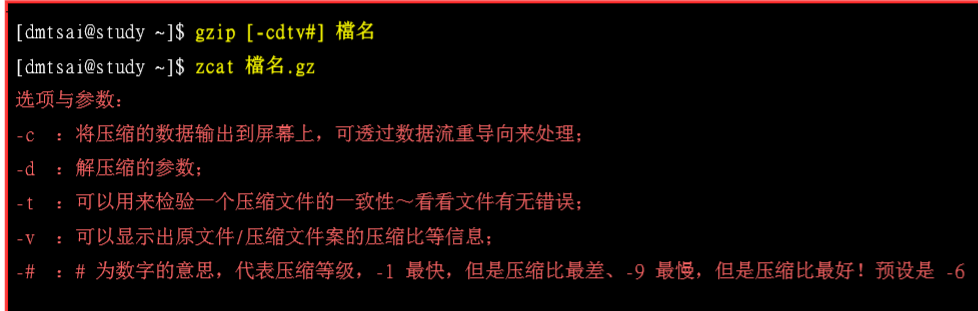 [dmtsai@study ~]$ gzip [-cdtv#] 檔名
[dmtsai@study ~]$ zcat 檔名.gz
选项与参数：
-c  ：将压缩的数据输出到屏幕上，可透过数据流重导向来处理；
-d  ：解压缩的参数；
-t  ：可以用来检验一个压缩文件的一致性～看看文件有无错误；
-v  ：可以显示出原文件/压缩文件案的压缩比等信息；
-#  ：# 为数字的意思，代表压缩等级，-1 最快，但是压缩比最差、-9 最慢，但是压缩比最好！预设是 -6